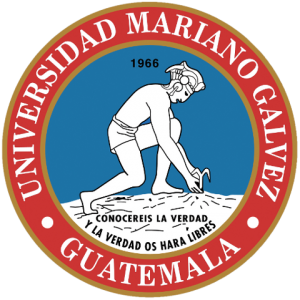 UNIVERSIDAD MARIANO GALVEZ
1966
CONOCEREIS LA VERDAD
Y LA VERDAD OS HARA LIBRES
GUATEMALA